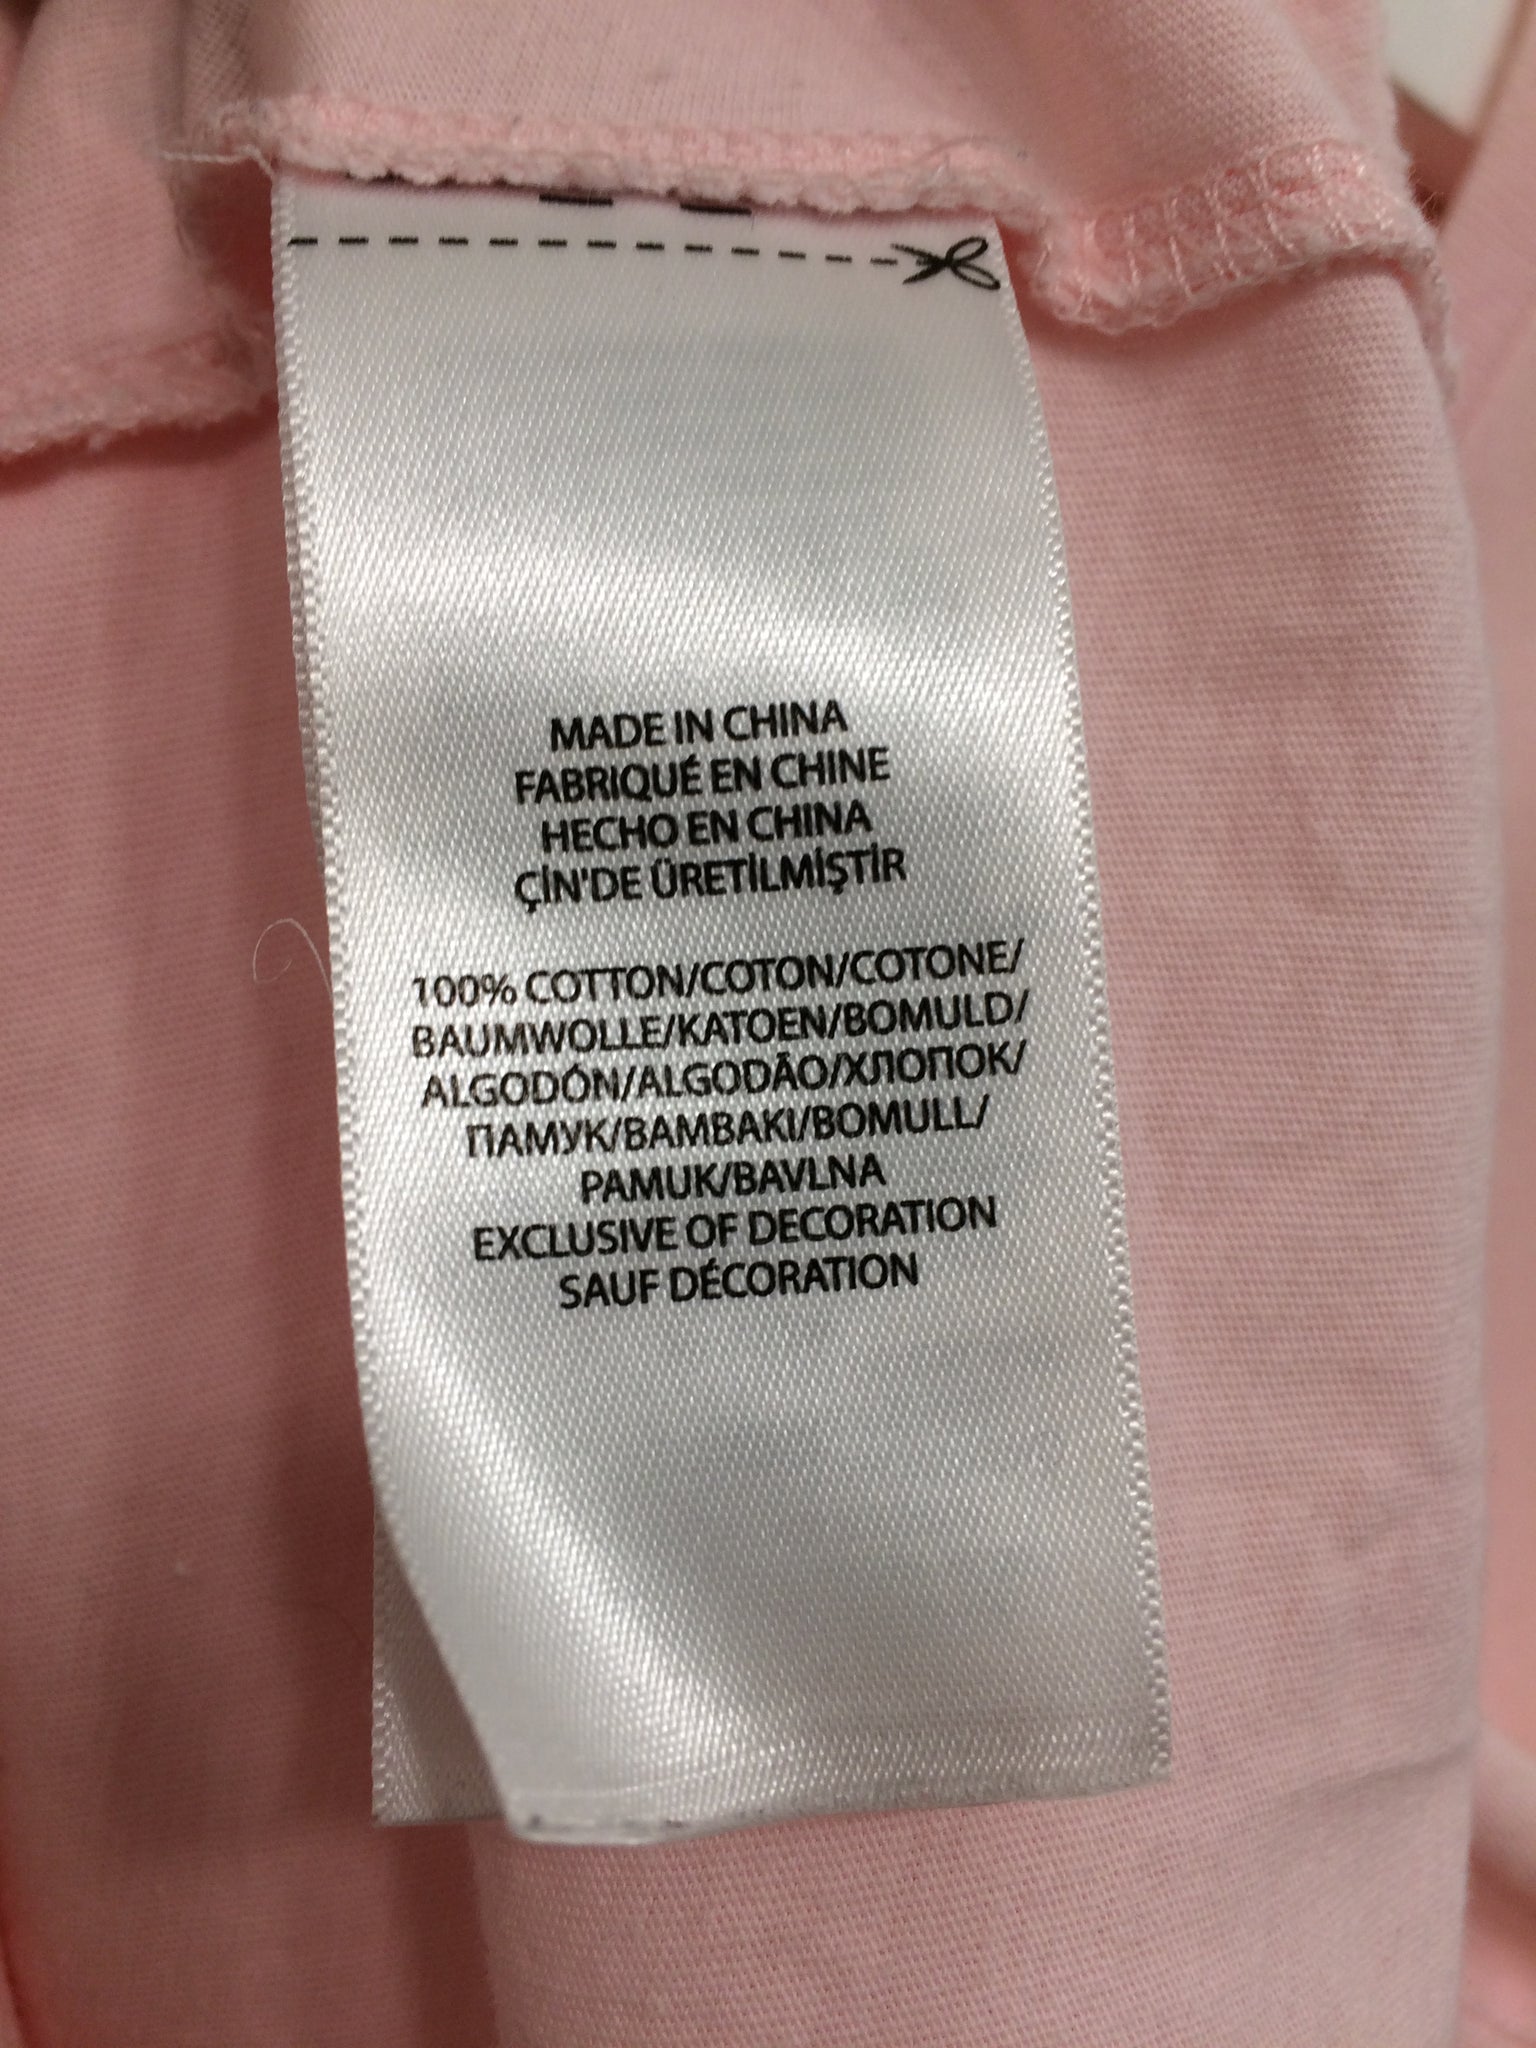 MADE IN CHINA
FABRIQUÉ EN CHINE
HECHO EN CHINA
ÇİN'DE ÜRETİLMİŞTİR
100% COTTON/COTON/COTONE/
BAUMWOLLE/KATOEN/BOMULD/
ALGODÓN/ALGODÃO/ХЛОПОК/
ПАМУК/ΒΑΜΒΑΚΙ/BOMULL/
PAMUK/BAVLNA
EXCLUSIVE OF DECORATION
SAUF DÉCORATION